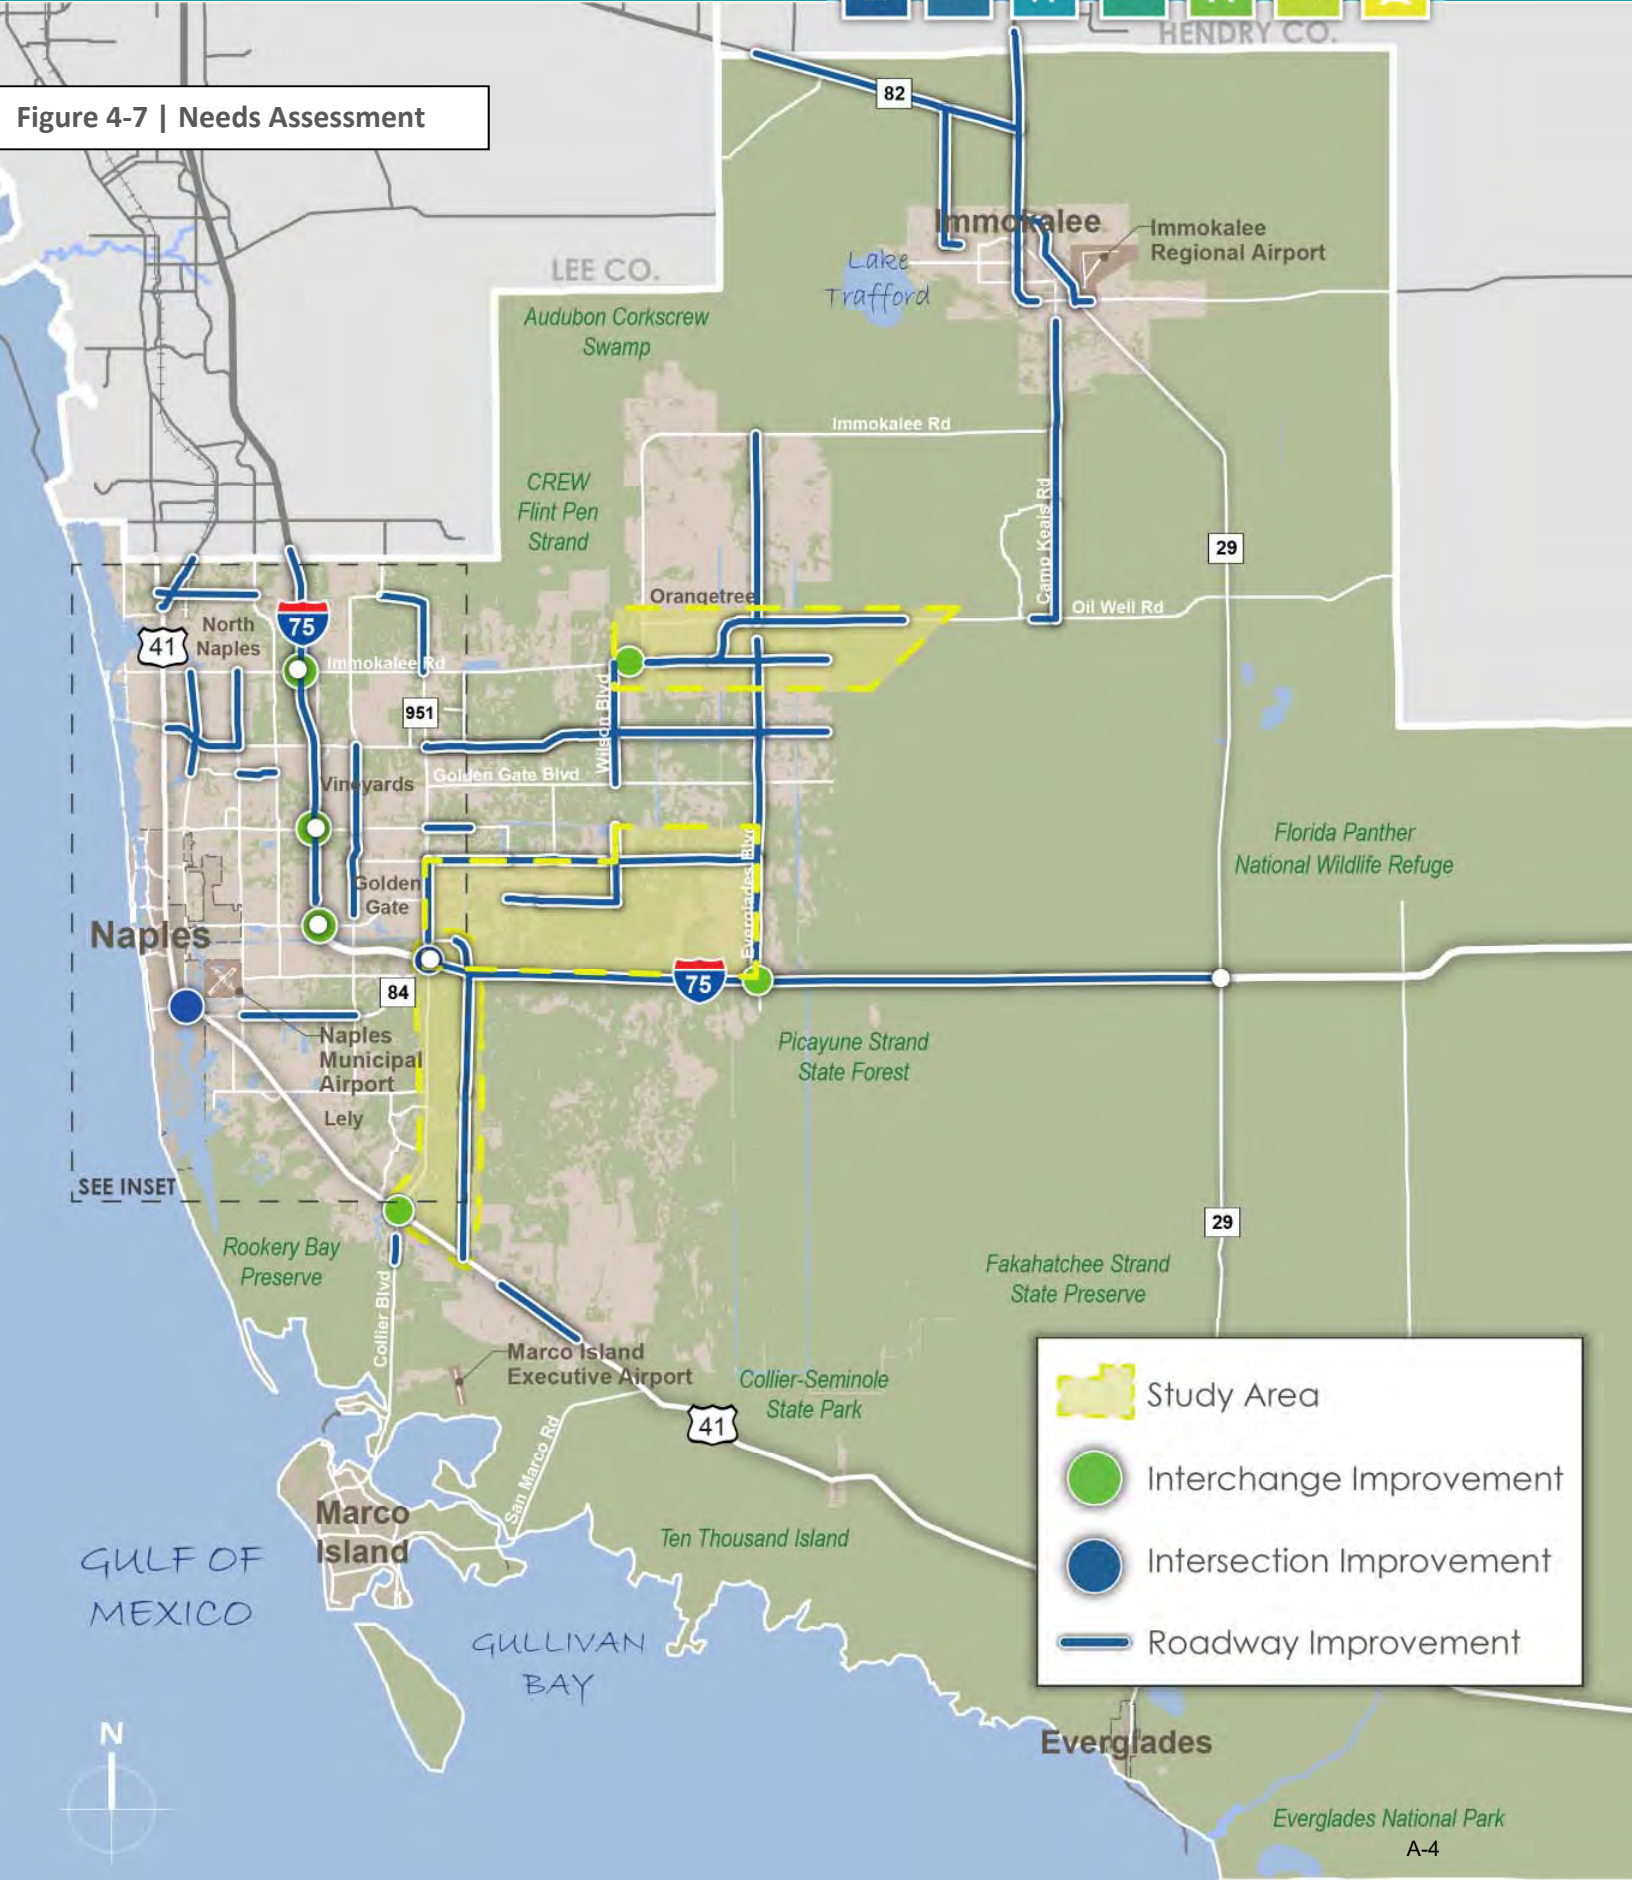 HENDRY CO.
82
Figure 4-7 | Needs Assessment
Immokalee
Immokalee
Regional Airport
LEE CO.
Lake
Trafford
Audubon Corkscrew
Swamp
Immokalee Rd
CREW
Flint Pen
Strand
Camp Keais Rd
29
Orangetree
Oil Well Rd
North
Naples
75
41
Immokalee Rd
951
Wilson Blvd
Vineyards
Golden Gate Blvd
Florida Panther
National Wildlife Refuge
Everglades Blvd
Golden
Gate
Naples
75
84
Naples
Municipal
Airport
Picayune Strand
State Forest
Lely
SEE INSET
29
Rookery Bay
Preserve
Fakahatchee Strand
State Preserve
Collier Blvd
Marco Island
Executive Airport
Collier-Seminole
State Park
41
San Marco Rd
Study Area
Interchange Improvement
Intersection Improvement
Roadway Improvement
Marco
Island
Ten Thousand Island
GULF OF
MEXICO
GULLIVAN
BAY
N
Everglades
Everglades National Park
A-4